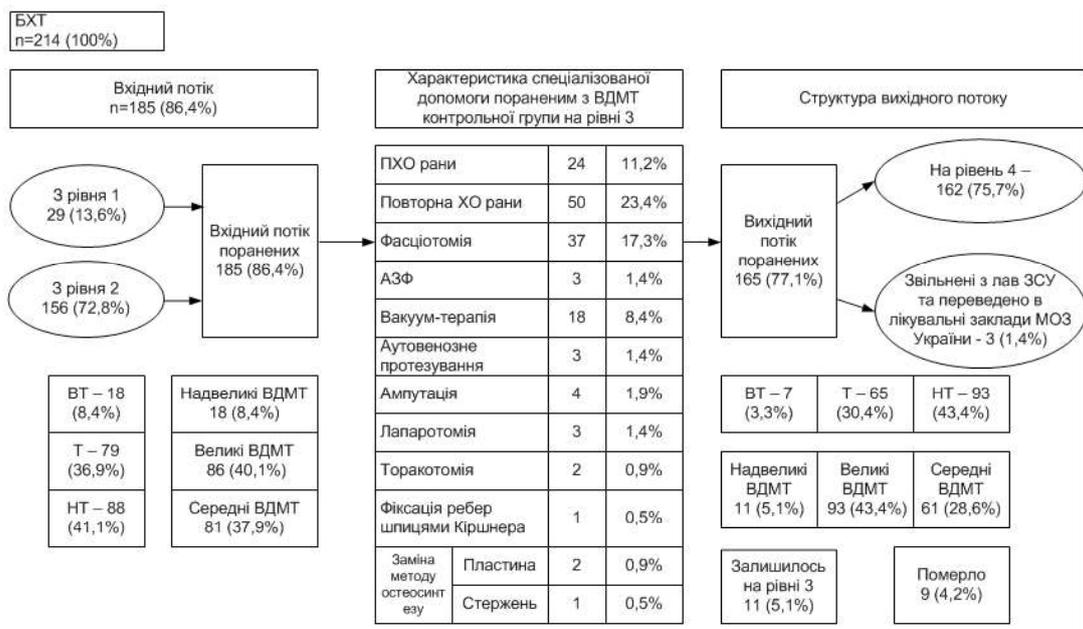 БХТ
n=214 (100%)
Вхідний потік
n=185 (86,4%)
Характеристика спеціалізованої
допомоги пораненим з ВДМТ
контрольної групи на рівні 3
Структура вихідного потоку
З рівня 1
29 (13,6%)
З рівня 2
156 (72,8%)
Вхідний потік
поранених
185 (86,4%)
ВТ – 18
(8,4%)
Т – 79
(36,9%)
НТ – 88
(41,1%)
Надвеликі ВДМТ
18 (8,4%)
Великі ВДМТ
86 (40,1%)
Середні ВДМТ
81 (37,9%)
ПХО рани 24 11,2%
Повторна ХО рани 50 23,4%
Фасціотомія 37 17,3%
АЗФ 3 1,4%
Вакуум-терапія 18 8,4%
Аутовенозне
протезування 3 1,4%
Ампутація 4 1,9%
Лапаротомія 3 1,4%
Торакотомія 2 0,9%
Фіксація ребер
шпицями Кіршнера 1 0,5%
Заміна
методу
остеосинт
езу
Пластина 2 0,9%
Стержень 1 0,5%
Вихідний
потік
поранених
165 (77,1%)
На рівень 4 –
162 (75,7%)
Звільнені з лав ЗСУ
та переведено в
лікувальні заклади МОЗ
України - 3 (1,4%)
ВТ – 7
(3,3%)
Т – 65
(30,4%)
НТ – 93
(43,4%)
Надвеликі
ВДМТ
11 (5,1%)
Великі
ВДМТ
93 (43,4%)
Середні
ВДМТ
61 (28,6%)
Залишилось
на рівні 3
11 (5,1%)
Померло
9 (4,2%)